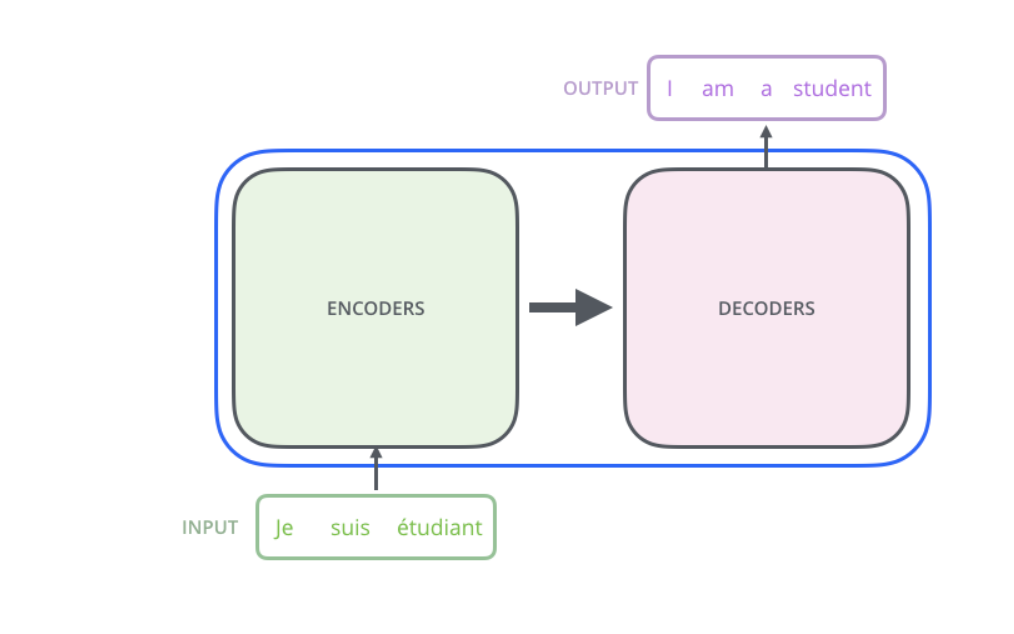 OUTPUT I am a student
ENCODERS DECODERS
INPUT Je suis étudiant